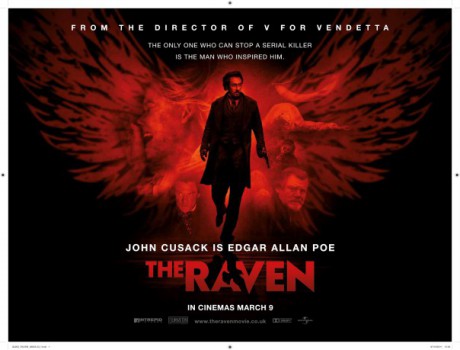 FROM THE DIRECTOR OF V FOR VENDETTA
THE ONLY ONE WHO CAN STOP A SERIAL KILLER
IS THE MAN WHO INSPIRED HIM.
JOHN CUSACK IS EDGAR ALLAN POE
THE RAVEN
IN CINEMAS MARCH 9
www.theravenmovie.co.uk